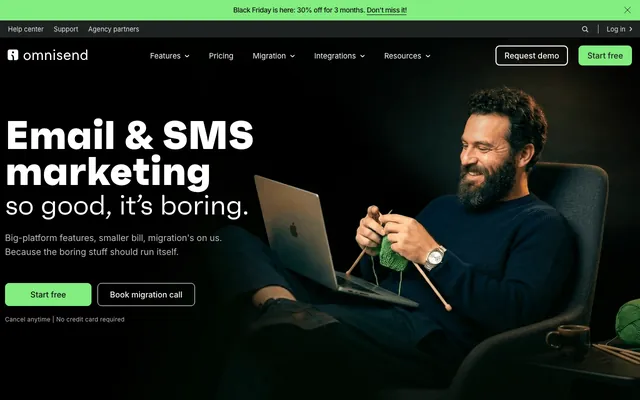 Black Friday is here: 30% off for 3 months. Don't miss it!
Help center Support Agency partners Log in
omnisend Features Pricing Migration Integrations Resources Request demo Start free
Email & SMS
marketing
so good, it's boring.
Big-platform features, smaller bill, migration's on us.
Because the boring stuff should run itself.
Start free Book migration call
Cancel anytime | No credit card required